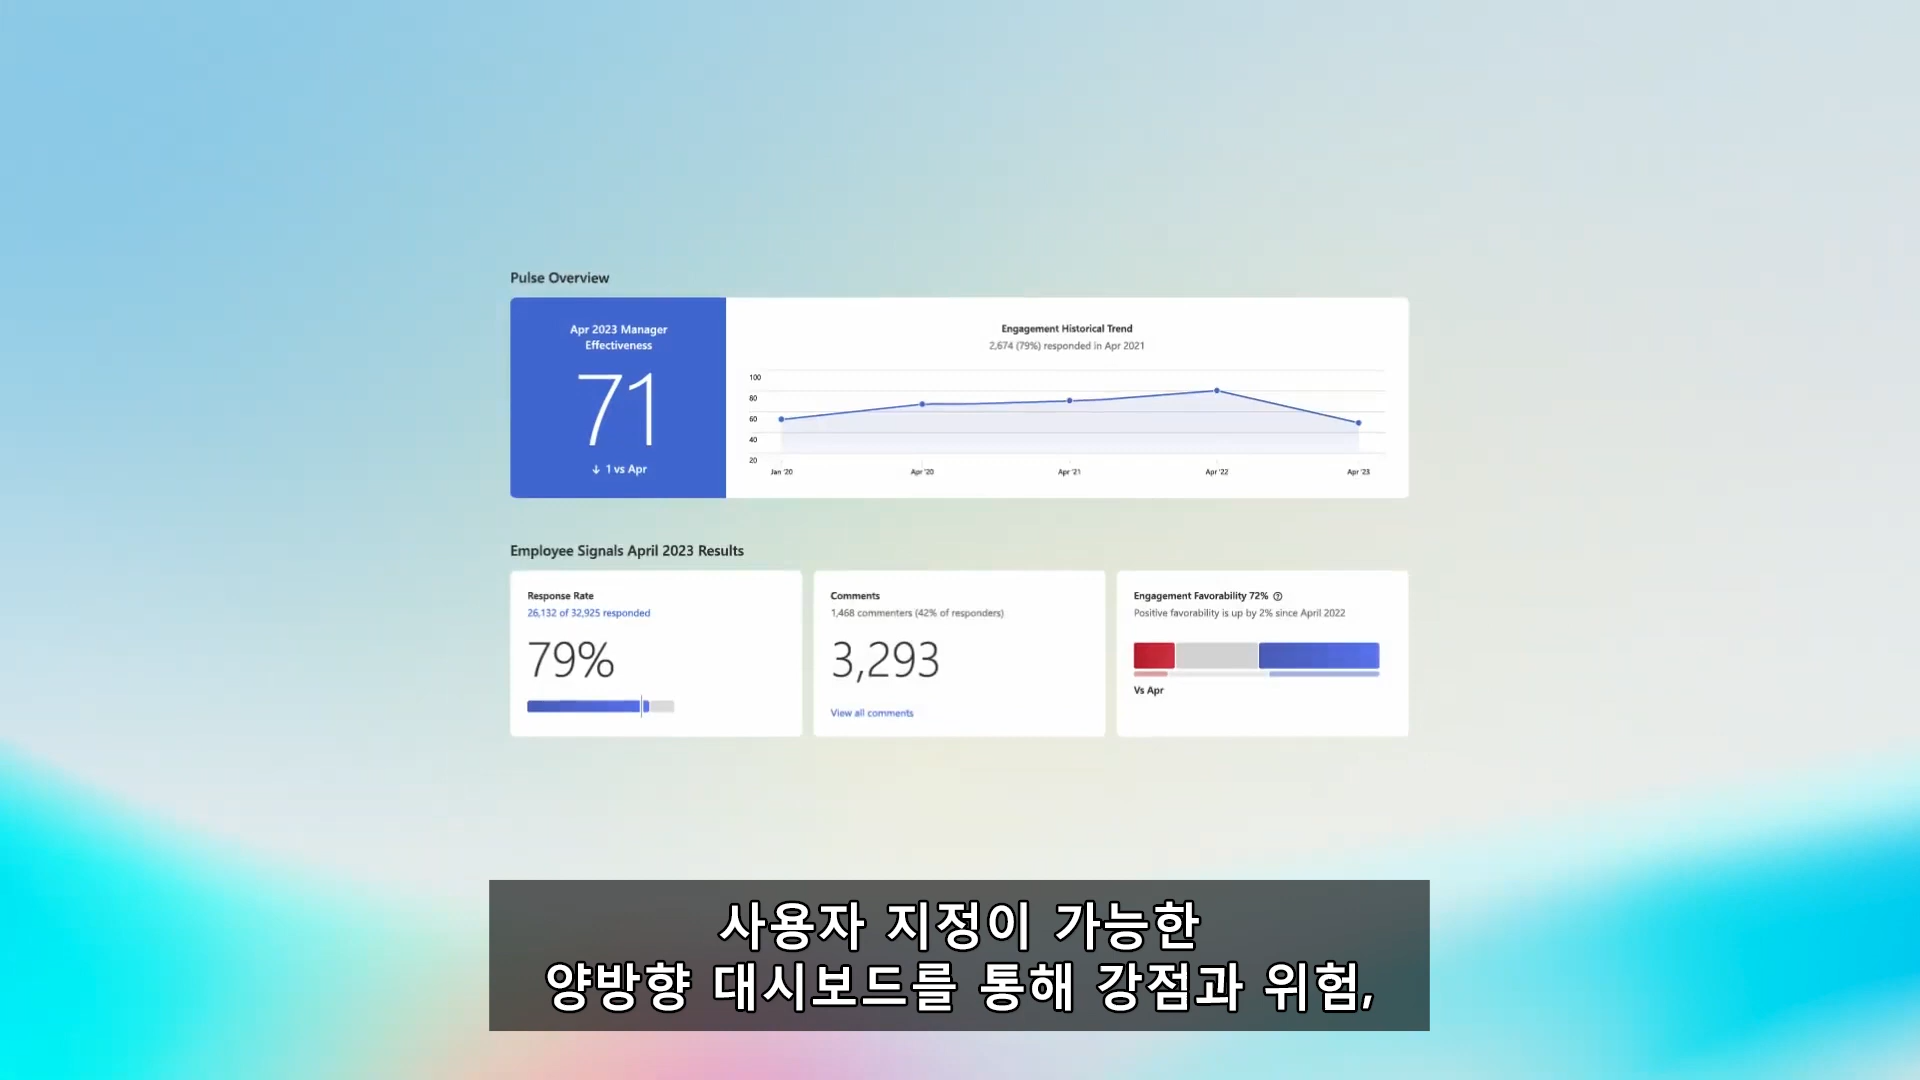 Pulse Overview
Apr 2023 Manager
Effectiveness
71
↓ 1 vs Apr
Engagement Historical Trend
2,674 (79%) responded in Apr 2021
100
80
60
40
20
Jan '20
Apr '20
Apr '21
Apr '22
Apr '23
Employee Signals April 2023 Results
Response Rate
26,132 of 32,925 responded
79%
Comments
1,468 commenters (42% of responders)
3,293
View all comments
Engagement Favorability 72%
Positive favorability is up by 2% since April 2022
Vs Apr
사용자 지정이 가능한
양방향 대시보드를 통해 강점과 위험,